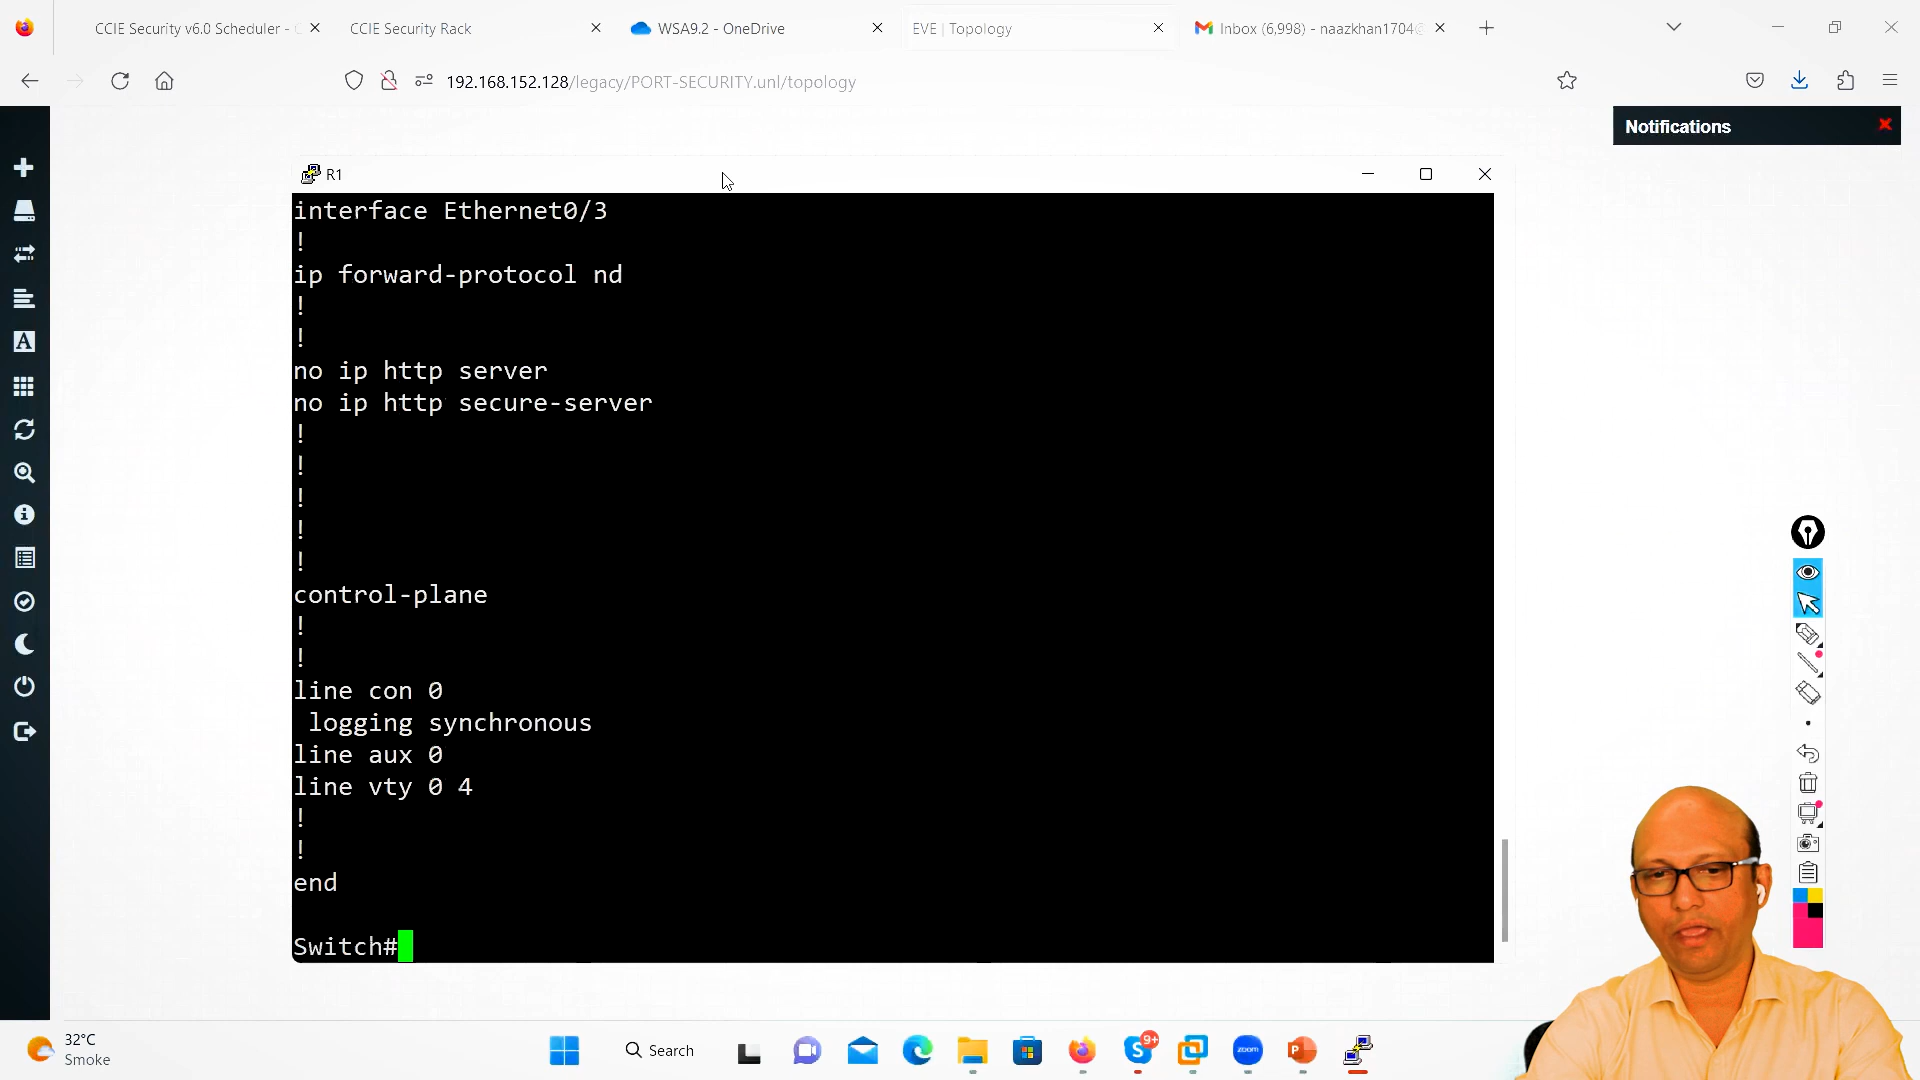 CCIE Security v6.0 Scheduler -
CCIE Security Rack
WSA9.2 - OneDrive
EVE | Topology
Inbox (6,998) - naazkhan1704@
192.168.152.128/legacy/PORT-SECURITY.unl/topology
Notifications
R1
interface Ethernet0/3
!
ip forward-protocol nd
!
!
no ip http server
no ip http secure-server
!
!
!
!
!
control-plane
!
!
line con 0
 logging synchronous
line aux 0
line vty 0 4
!
!
end
Switch#
32°C
Smoke
Search
9+
zoom